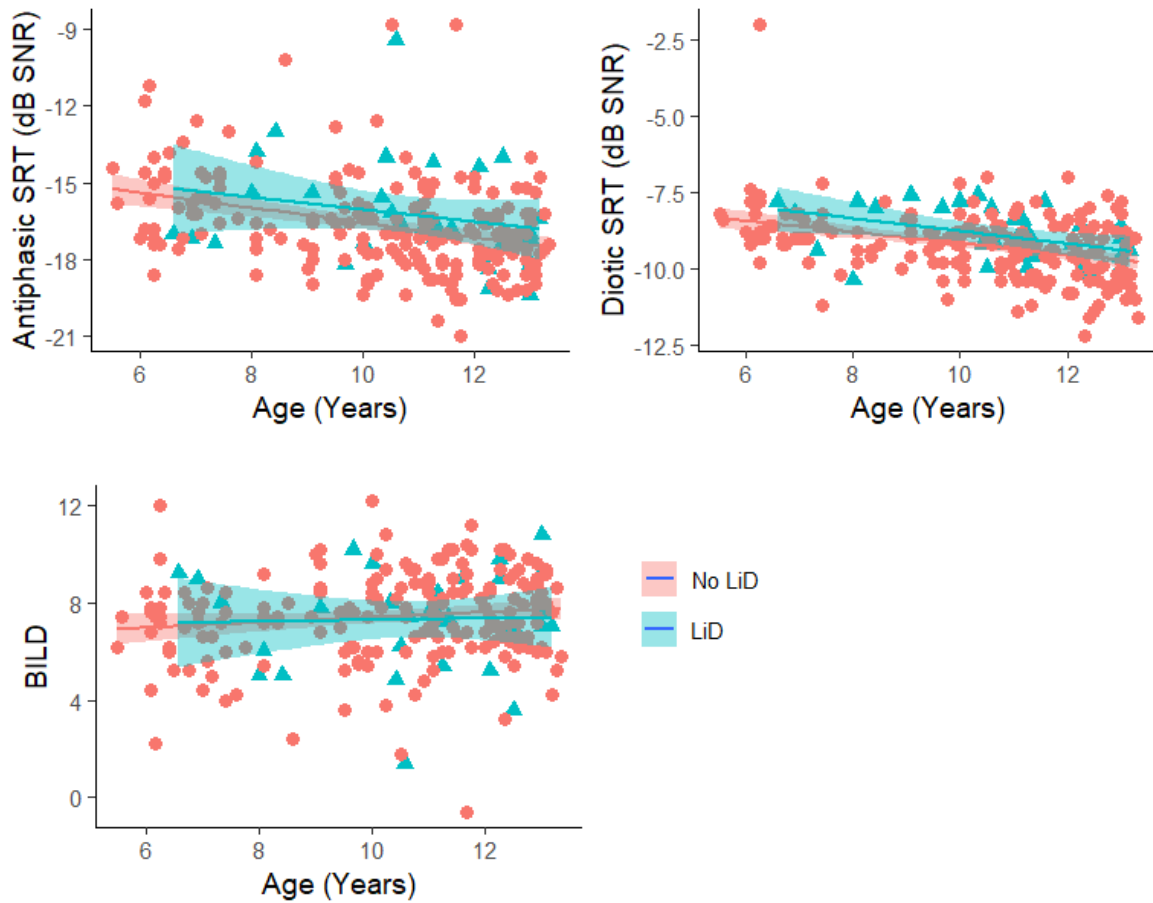 Antiphasic SRT (dB SNR)
-9
-12
-15
-18
-21
6 8 10 12
Age (Years)
Diotic SRT (dB SNR)
-2.5
-5.0
-7.5
-10.0
-12.5
6 8 10 12
Age (Years)
BILD
12
8
4
0
6 8 10 12
Age (Years)
No LiD
LiD